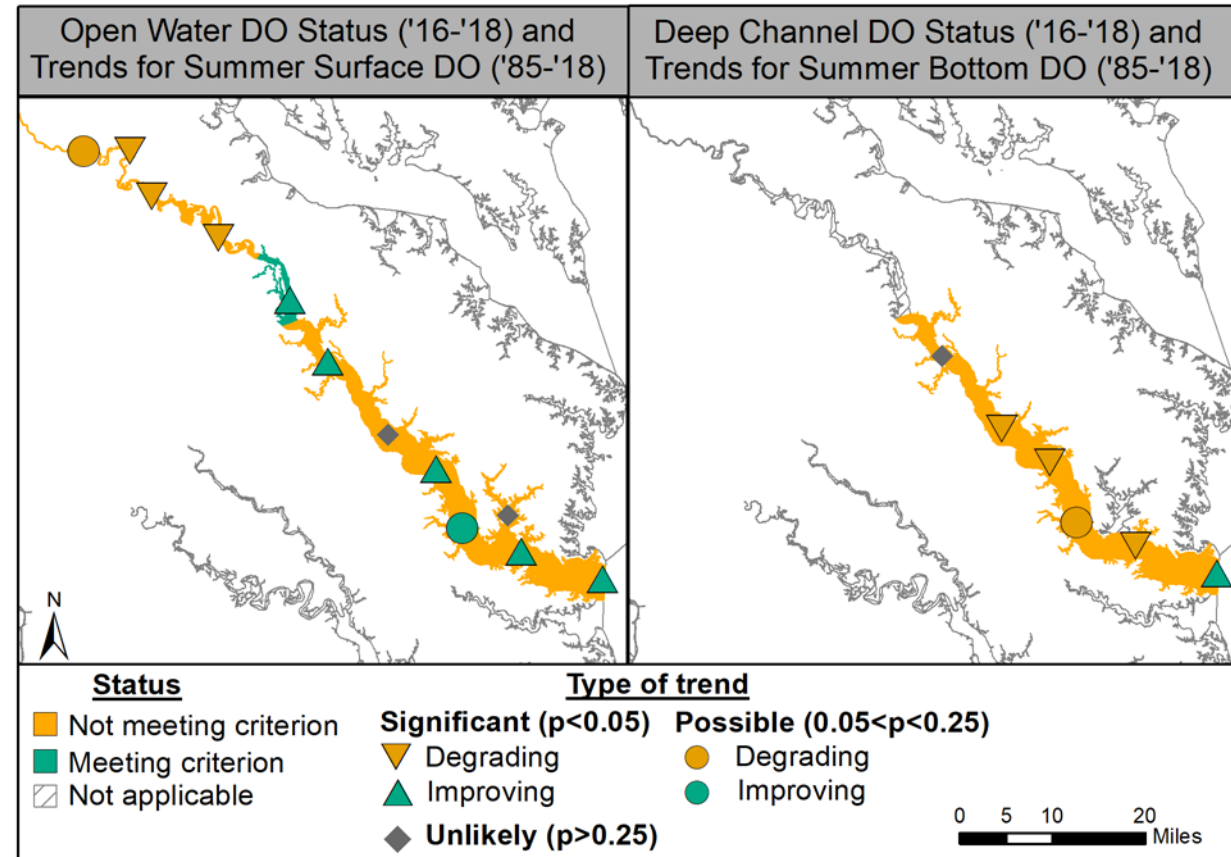 Open Water DO Status ('16-'18) and
Trends for Summer Surface DO ('85-'18)
Deep Channel DO Status ('16-'18) and
Trends for Summer Bottom DO ('85-'18)
N
Status
Not meeting criterion
Meeting criterion
Not applicable
Type of trend
Significant (p<0.05)
Degrading
Improving
Unlikely (p>0.25)
Possible (0.05<p<0.25)
Degrading
Improving
0 5 10 20
Miles